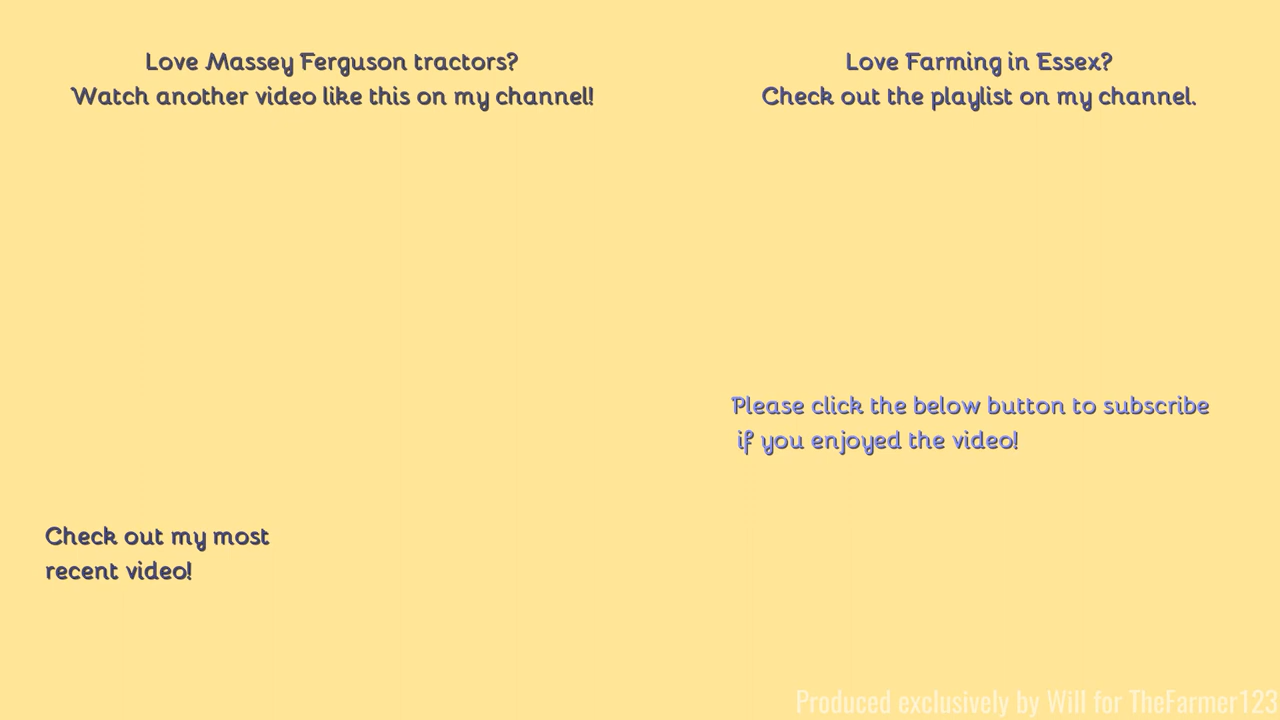 Love Massey Ferguson tractors?
Watch another video like this on my channel!
Love Farming in Essex?
Check out the playlist on my channel.
Please click the below button to subscribe
if you enjoyed the video!
Check out my most
recent video!
Produced exclusively by Will for TheFarmer123